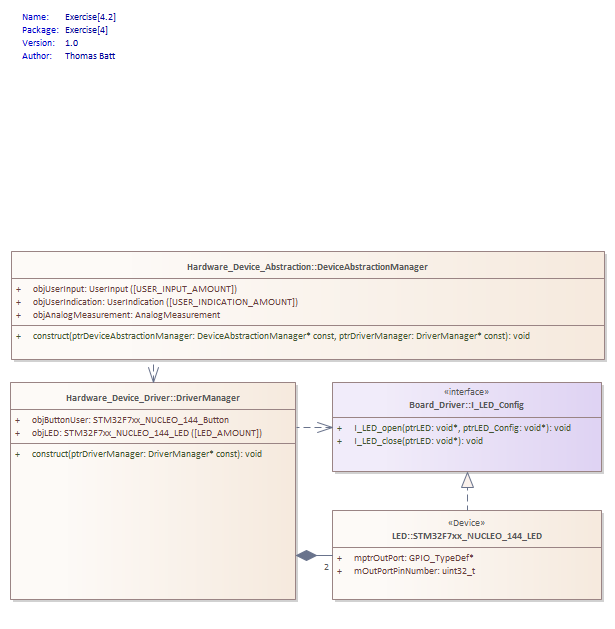 Name: Exercise[4.2]
Package: Exercise[4]
Version: 1.0
Author: Thomas Batt
Hardware_Device_Abstraction::DeviceAbstractionManager
+ objUserInput: UserInput ([USER_INPUT_AMOUNT])
+ objUserIndication: UserIndication ([USER_INDICATION_AMOUNT])
+ objAnalogMeasurement: AnalogMeasurement
+ construct(ptrDeviceAbstractionManager: DeviceAbstractionManager* const, ptrDriverManager: DriverManager* const): void
Hardware_Device_Driver::DriverManager
+ objButtonUser: STM32F7xx_NUCLEO_144_Button
+ objLED: STM32F7xx_NUCLEO_144_LED ([LED_AMOUNT])
+ construct(ptrDriverManager: DriverManager* const): void
«interface»
Board_Driver::I_LED_Config
+ I_LED_open(ptrLED: void*, ptrLED_Config: void*): void
+ I_LED_close(ptrLED: void*): void
«Device»
LED::STM32F7xx_NUCLEO_144_LED
+ mptrOutPort: GPIO_TypeDef*
+ mOutPortPinNumber: uint32_t
2